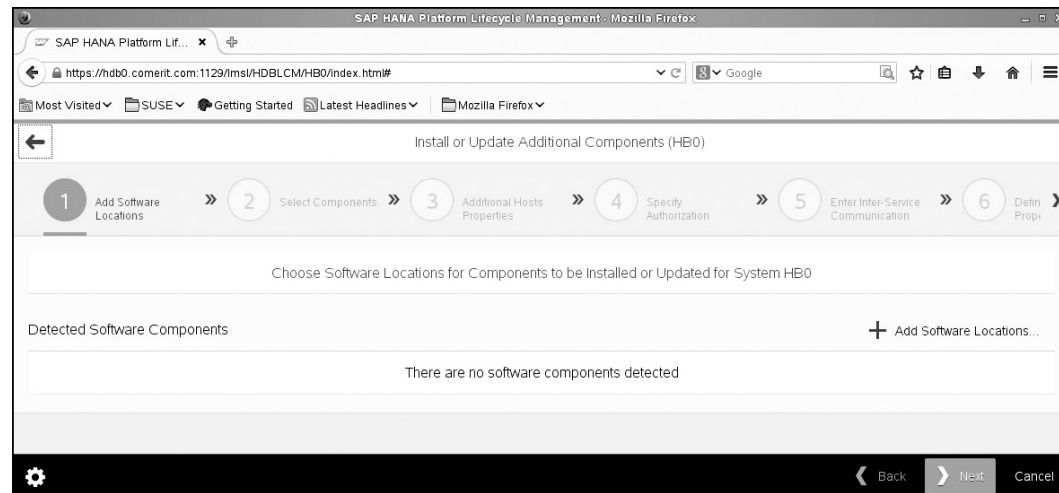 SAP HANA Platform Lifecycle Management - Mozilla Firefox
SAP HANA Platform Lif...
https://hdb0.comerit.com:1129/lmsl/HDBLCM/HB0/index.html#
Google
Most Visited
SUSE
Getting Started
Latest Headlines
Mozilla Firefox
Install or Update Additional Components (HB0)
1 Add Software
Locations
2 Select Components
3 Additional Hosts
Properties
4 Specify
Authorization
5 Enter Inter-Service
Communication
6 Defin
Prope
Choose Software Locations for Components to be Installed or Updated for System HB0
Detected Software Components
Add Software Locations...
There are no software components detected
Back
Next
Cancel